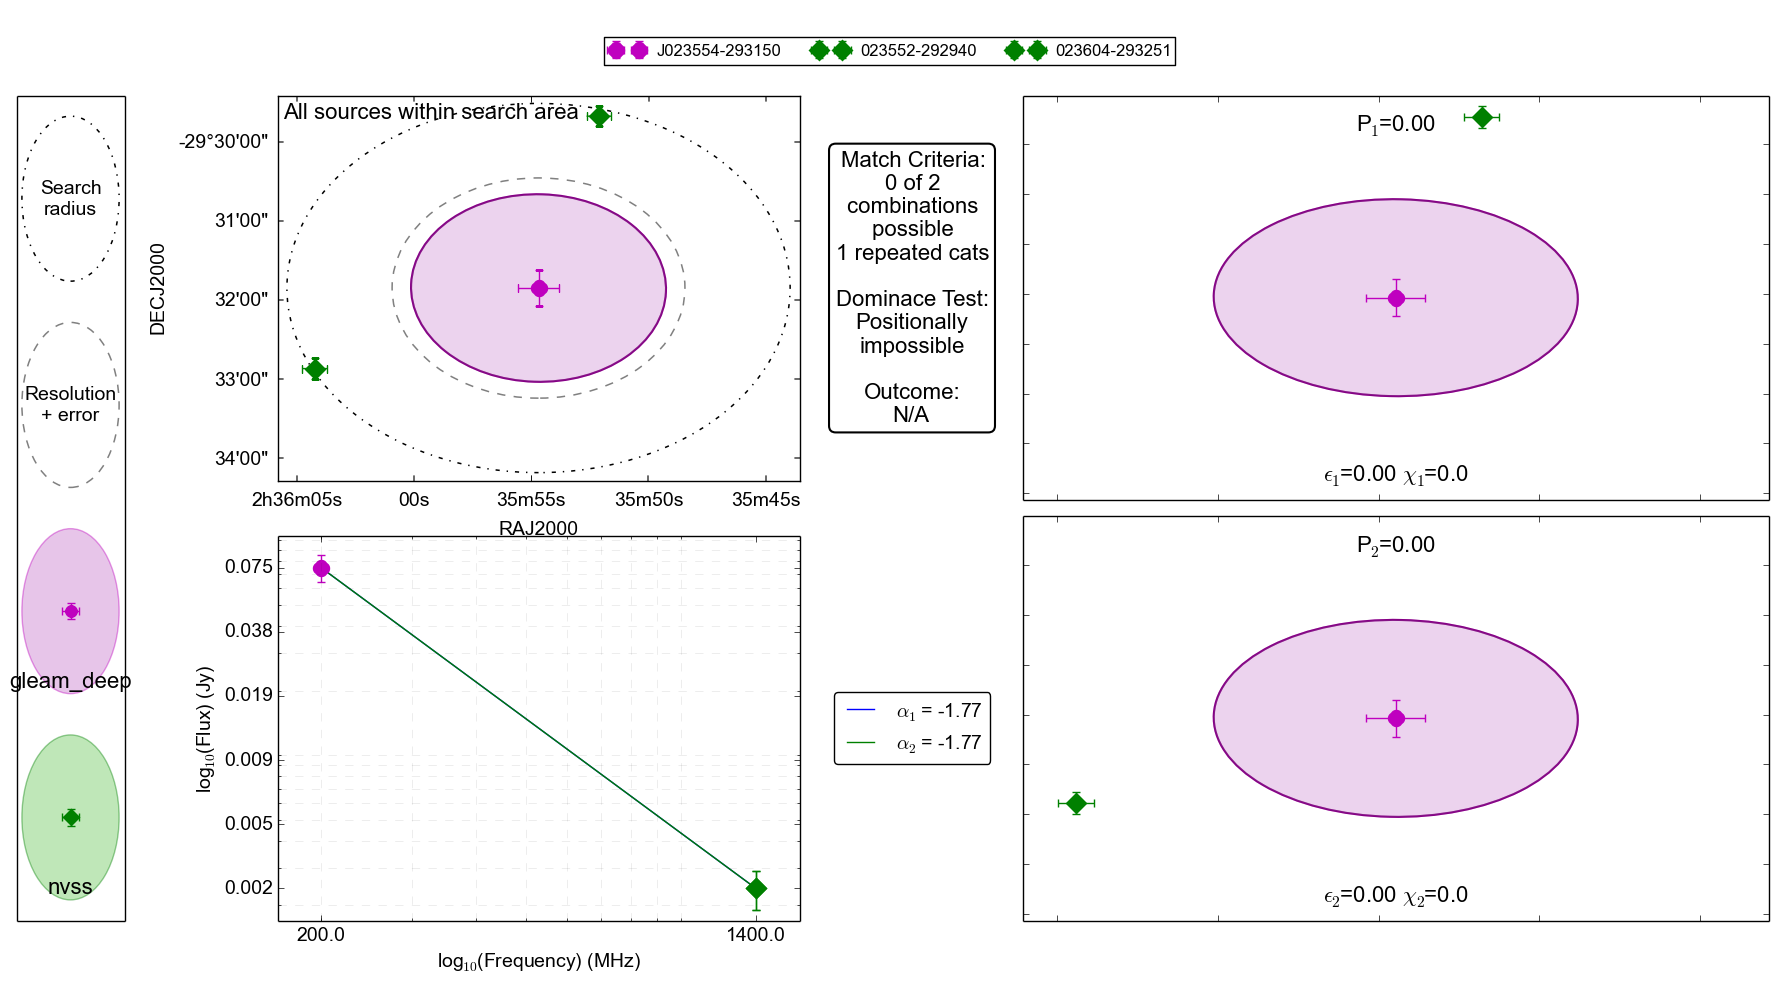 J023554-293150 023552-292940 023604-293251
Search
radius
Resolution
+ error
gleam_deep
nvss
All sources within search area
DECJ2000
-29°30'00"
31'00"
32'00"
33'00"
34'00"
2h36m05s 00s 35m55s 35m50s 35m45s
RAJ2000
Match Criteria:
0 of 2
combinations
possible
1 repeated cats
Dominace Test:
Positionally
impossible
Outcome:
N/A
P₁=0.00
ϵ₁=0.00 χ₁=0.0
log₁₀(Flux) (Jy)
0.075
0.038
0.019
0.009
0.005
0.002
200.0 1400.0
log₁₀(Frequency) (MHz)
α₁ = -1.77
α₂ = -1.77
P₂=0.00
ϵ₂=0.00 χ₂=0.0